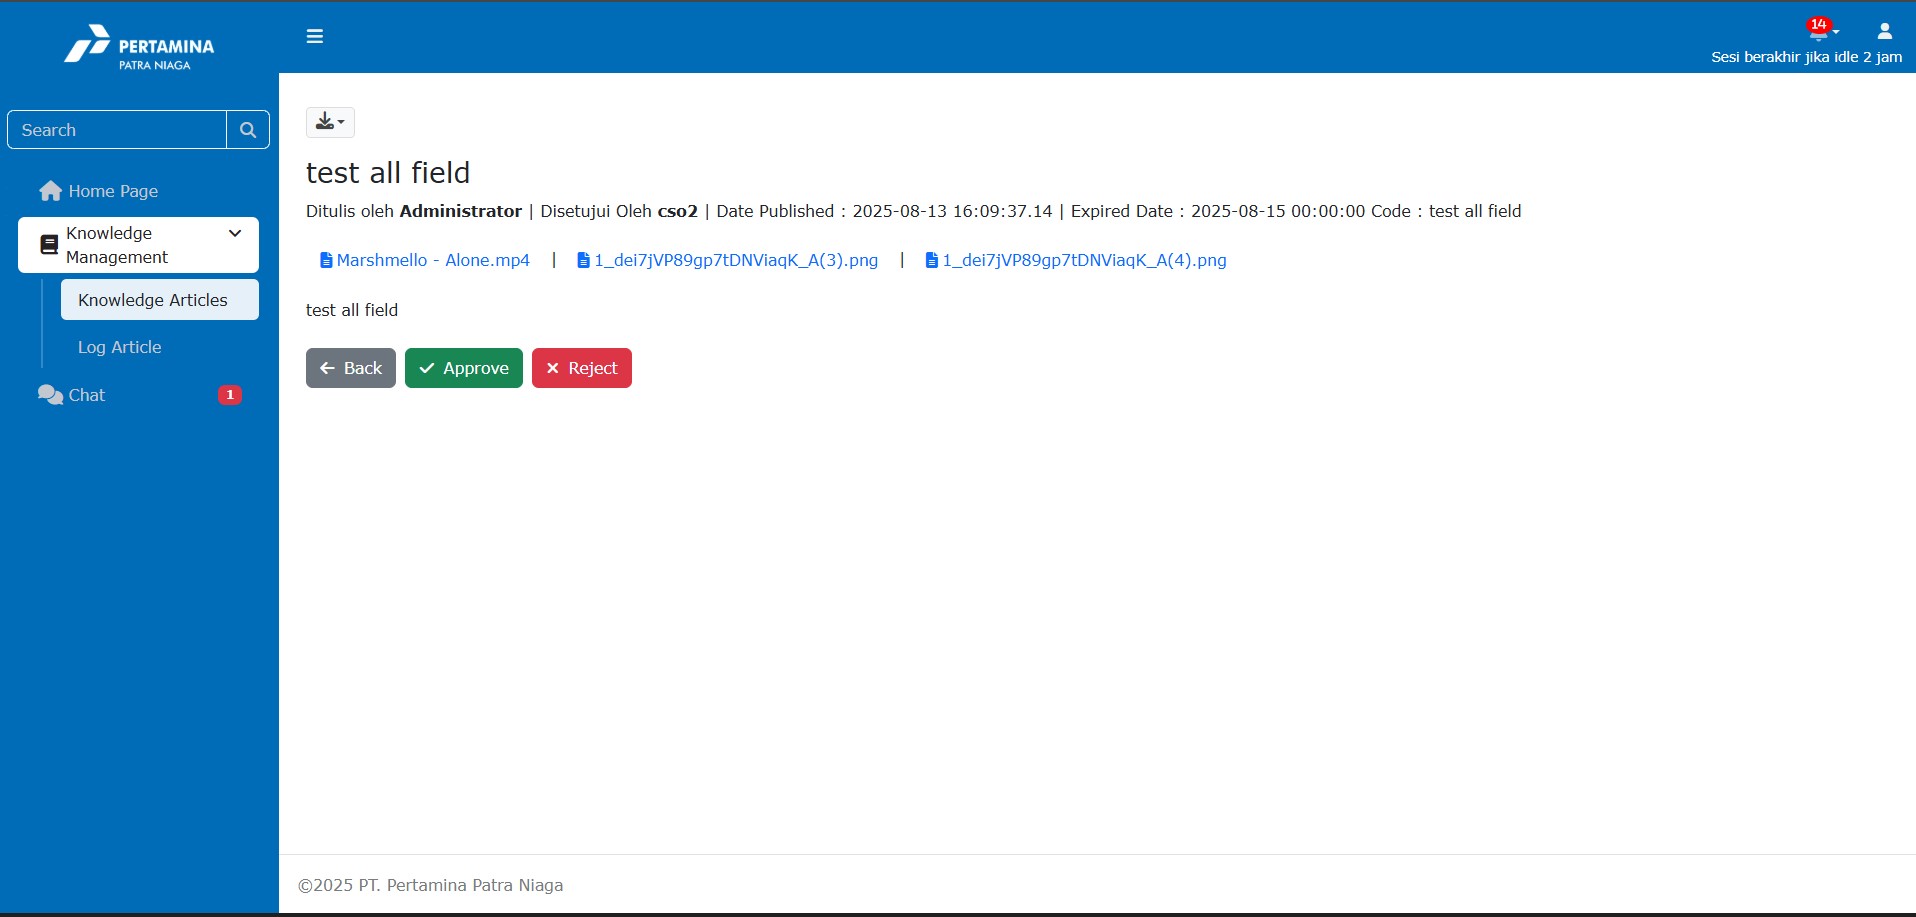 PERTAMINA
PATRA NIAGA
14
Sesi berakhir jika idle 2 jam
Search
Home Page
Knowledge
Management
Knowledge Articles
Log Article
Chat
1
test all field
Ditulis oleh Administrator | Disetujui Oleh cso2 | Date Published : 2025-08-13 16:09:37.14 | Expired Date : 2025-08-15 00:00:00 Code : test all field
Marshmello - Alone.mp4 | 1_dei7jVP89gp7tDNViaqK_A(3).png | 1_dei7jVP89gp7tDNViaqK_A(4).png
test all field
Back Approve Reject
©2025 PT. Pertamina Patra Niaga